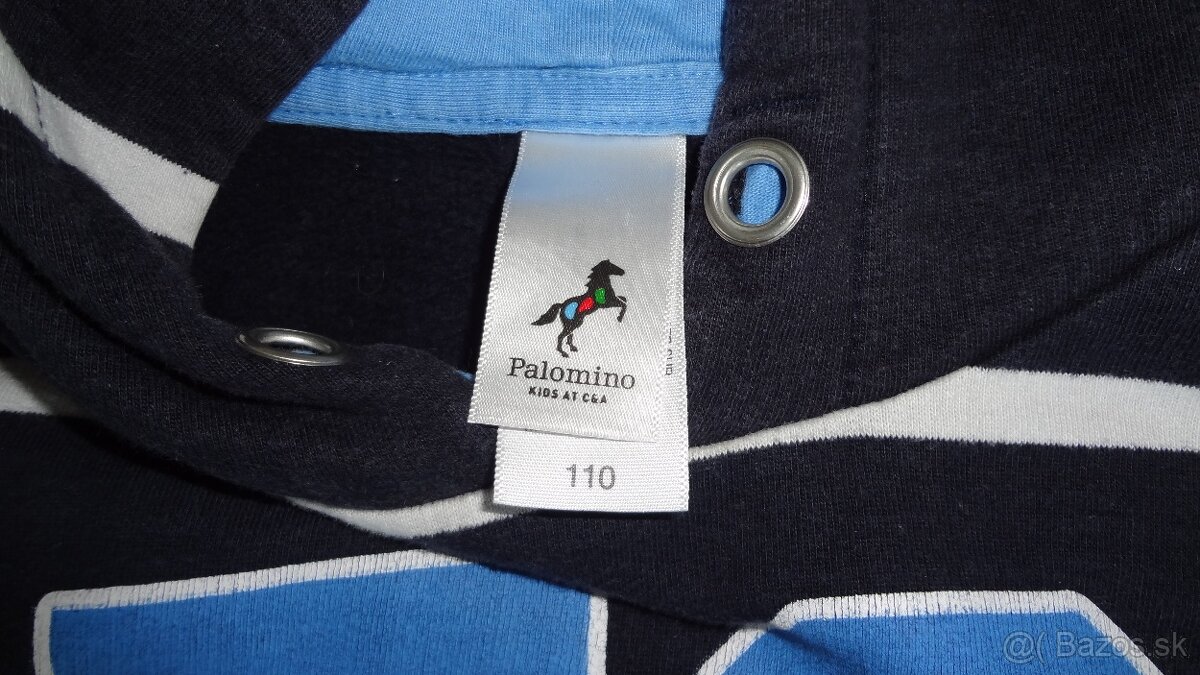 Palomino
KIDS AT C&A
110
@( Bazos.sk